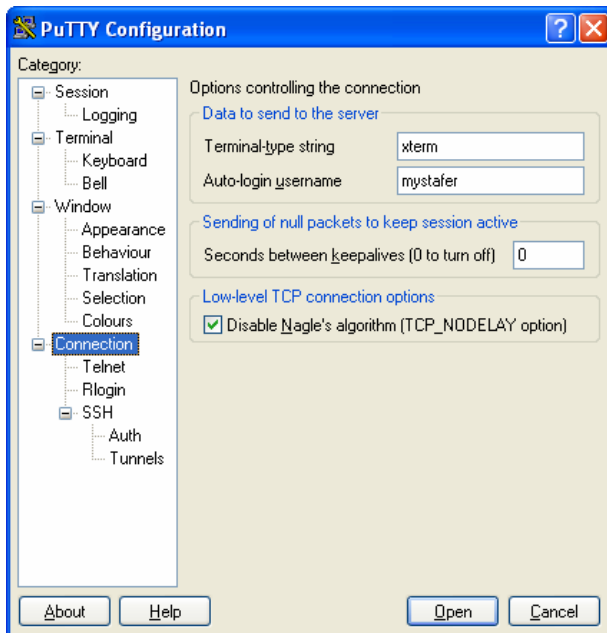 PuTTY Configuration
Category:
Session
Logging
Terminal
Keyboard
Bell
Window
Appearance
Behaviour
Translation
Selection
Colours
Connection
Telnet
Rlogin
SSH
Auth
Tunnels
Options controlling the connection
Data to send to the server
Terminal-type string xterm
Auto-login username mystafer
Sending of null packets to keep session active
Seconds between keepalives (0 to turn off) 0
Low-level TCP connection options
Disable Nagle's algorithm (TCP_NODELAY option)
About Help Open Cancel